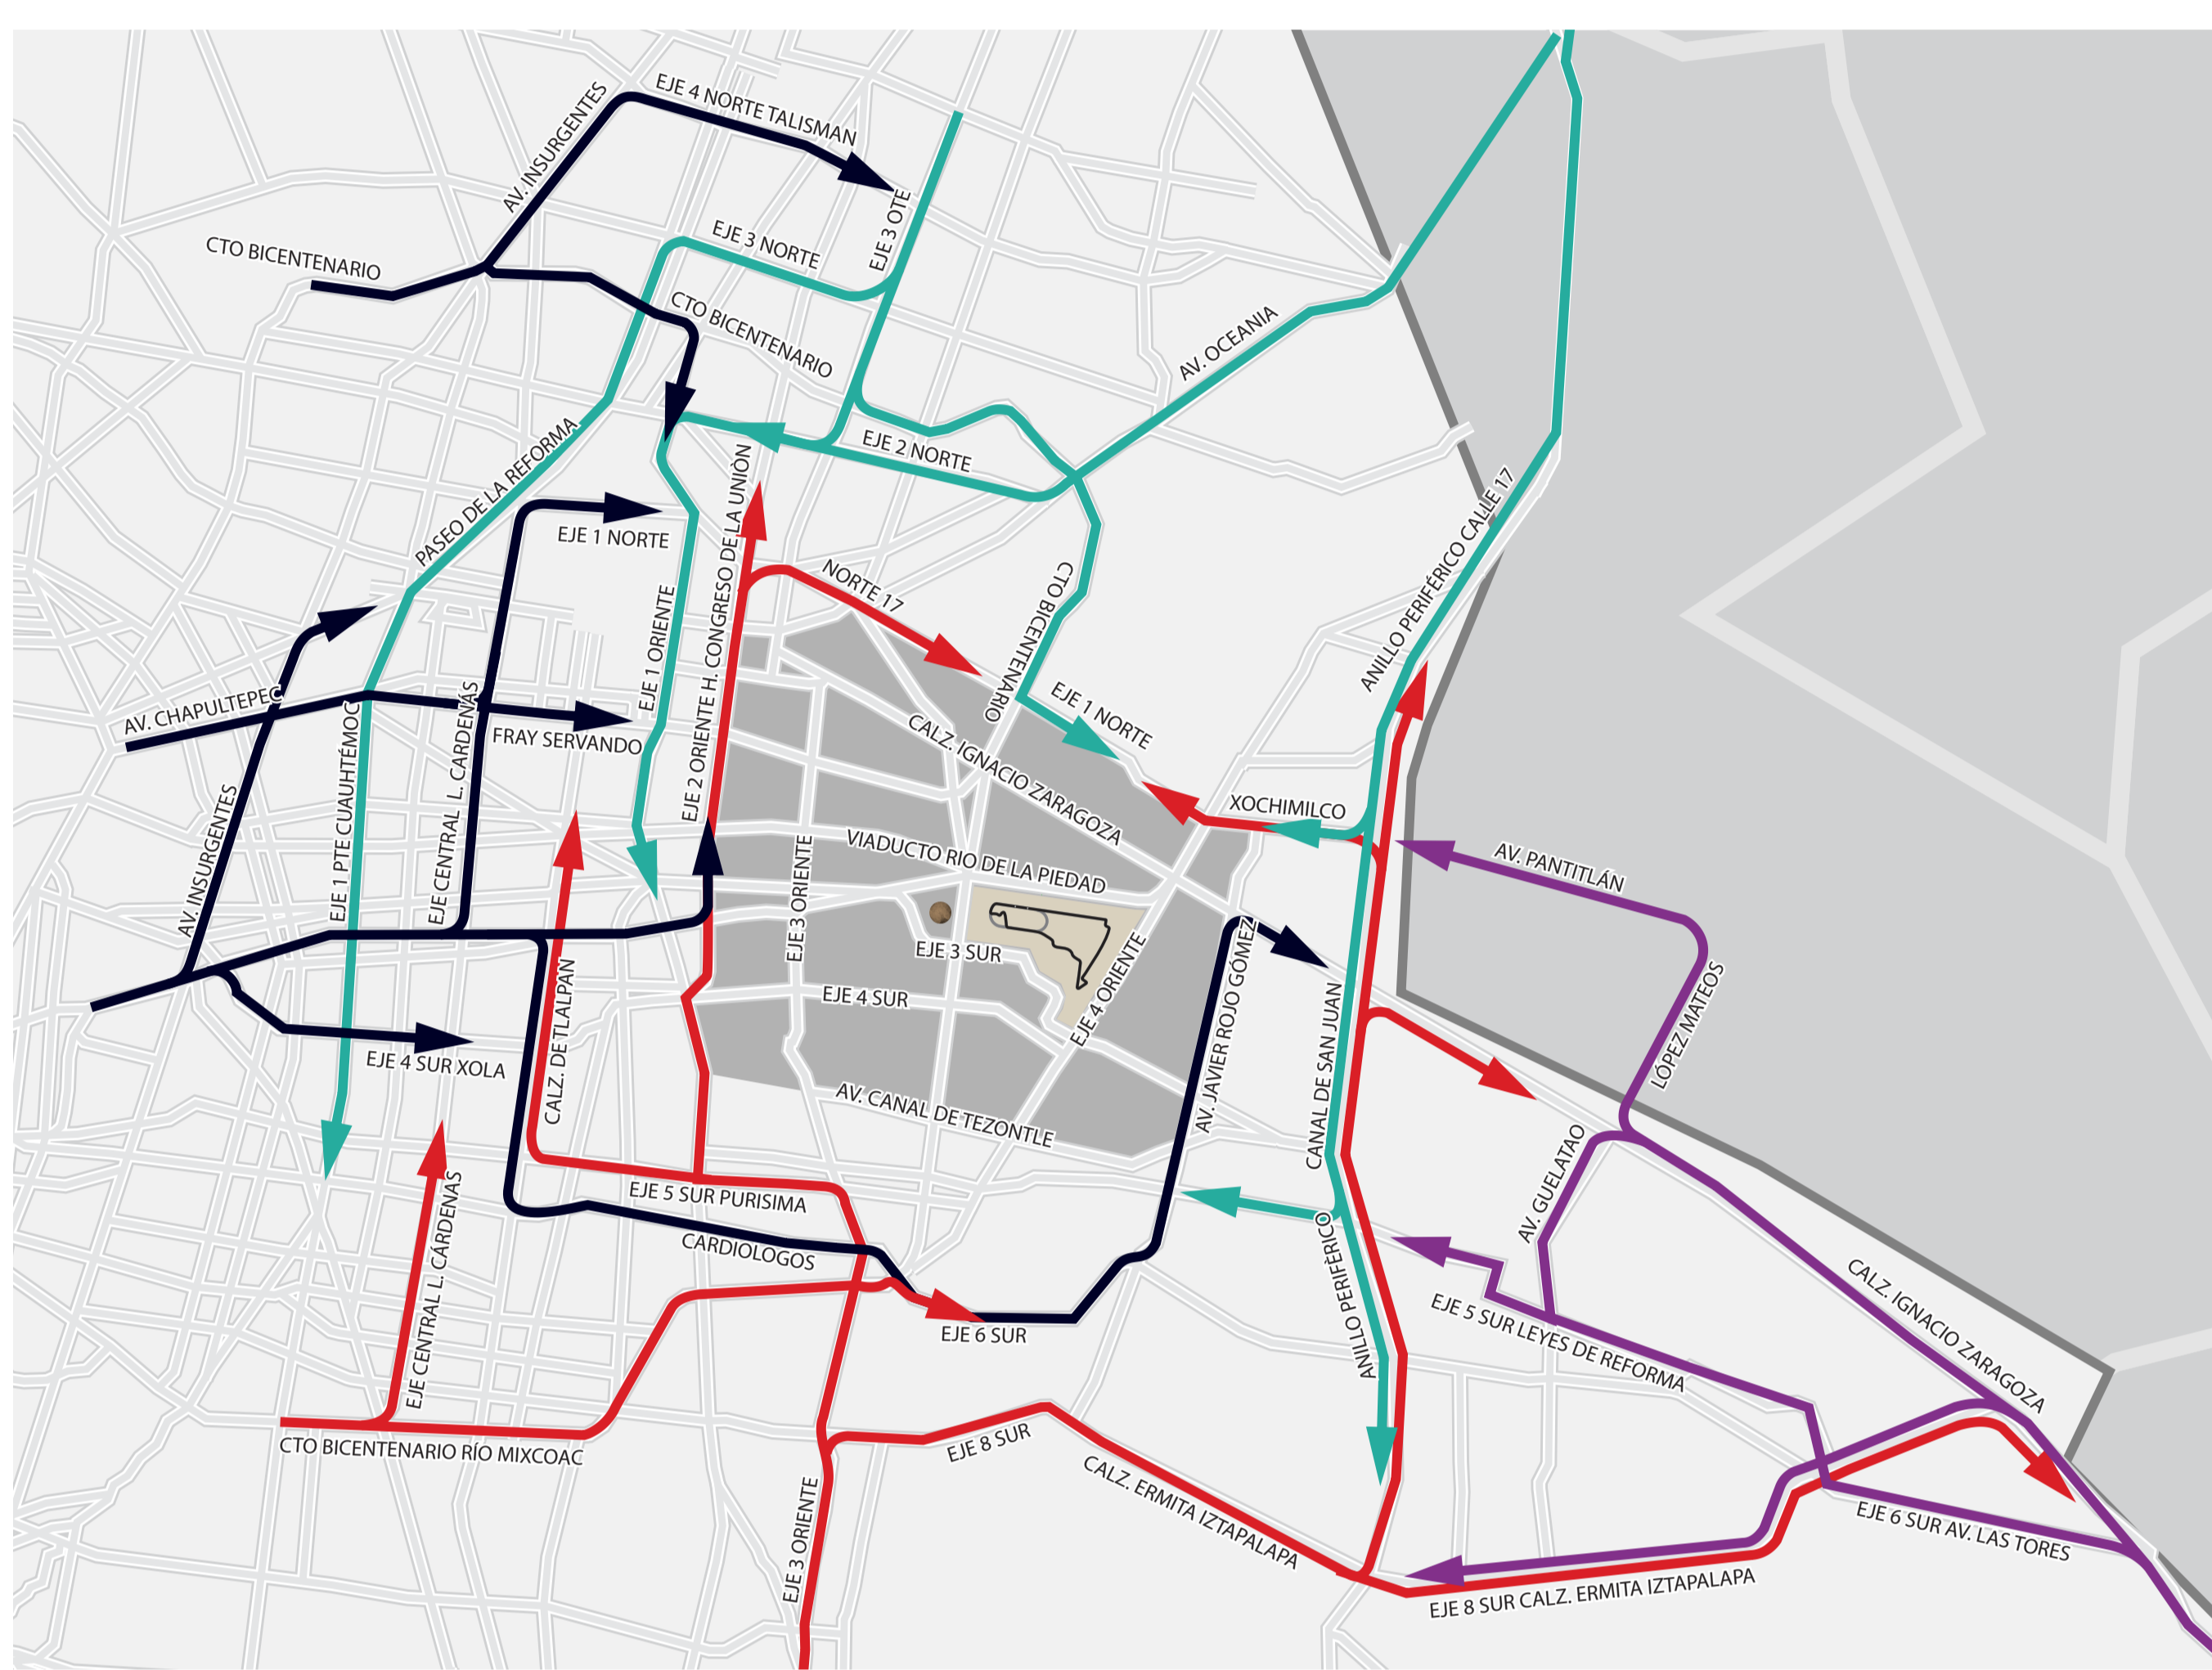 AV. INSURGENTES
EJE 4 NORTE TALISMAN
CTO BICENTENARIO
EJE 3 NORTE
EJE 3 OTE
CTO BICENTENARIO
AV. OCEANIA
PASEO DE LA REFORMA
EJE 2 NORTE
EJE 1 NORTE
EJE 2 ORIENTE H. CONGRESO DE LA UNIÒN
ANILLO PERIFÉRICO CALLE 17
NORTE 17
EJE 1 ORIENTE
CTO BICENTENARIO
EJE 1 NORTE
AV. CHAPULTEPEC
FRAY SERVANDO
CALZ. IGNACIO ZARAGOZA
AV. INSURGENTES
EJE 1 PTE CUAUHTÉMOC
EJE CENTRAL L. CARDENÁS
XOCHIMILCO
VIADUCTO RIO DE LA PIEDAD
AV. PANTITLÁN
EJE 3 ORIENTE
EJE 3 SUR
EJE 4 SUR
EJE 4 ORIENTE
AV. JAVIER ROJO GÓMEZ
CANAL DE SAN JUAN
LÓPEZ MATEOS
EJE 4 SUR XOLA
CALZ. DE TLALPAN
AV. CANAL DE TEZONTLE
AV. GUELATAO
EJE 5 SUR PURISIMA
CARDIOLOGOS
EJE CENTRAL L. CÁRDENAS
ANILLO PERIFÈRICO
EJE 6 SUR
EJE 5 SUR LEYES DE REFORMA
CALZ. IGNACIO ZARAGOZA
CTO BICENTENARIO RÍO MIXCOAC
EJE 8 SUR
CALZ. ERMITA IZTAPALAPA
EJE 3 ORIENTE
EJE 6 SUR AV. LAS TORES
EJE 8 SUR CALZ. ERMITA IZTAPALAPA